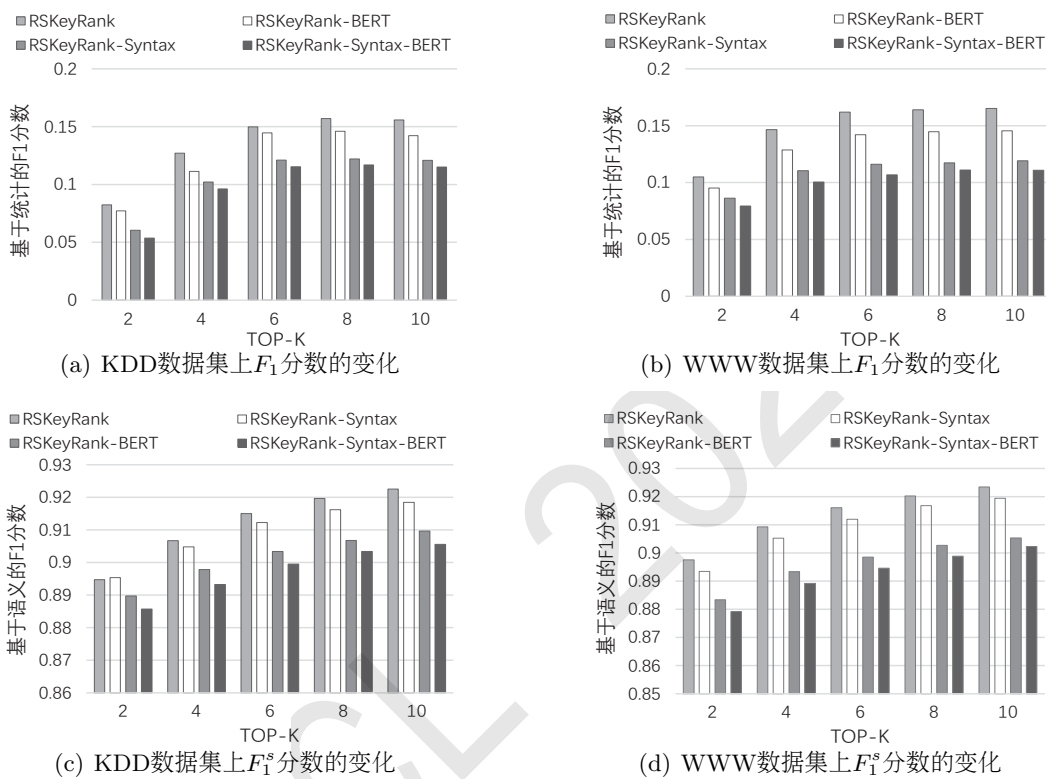 RSKeyRank RSKeyRank-BERT
RSKeyRank-Syntax RSKeyRank-Syntax-BERT
基于统计的F1分数
0.2
0.15
0.1
0.05
0
2 4 6 8 10
TOP-K
(a) KDD数据集上F₁分数的变化
RSKeyRank RSKeyRank-BERT
RSKeyRank-Syntax RSKeyRank-Syntax-BERT
基于统计的F1分数
0.2
0.15
0.1
0.05
0
2 4 6 8 10
TOP-K
(b) WWW数据集上F₁分数的变化
RSKeyRank RSKeyRank-Syntax
RSKeyRank-BERT RSKeyRank-Syntax-BERT
基于语义的F1分数
0.93
0.92
0.91
0.9
0.89
0.88
0.87
0.86
2 4 6 8 10
TOP-K
(c) KDD数据集上F₁ˢ分数的变化
RSKeyRank RSKeyRank-Syntax
RSKeyRank-BERT RSKeyRank-Syntax-BERT
基于语义的F1分数
0.93
0.92
0.91
0.9
0.89
0.88
0.87
0.86
0.85
2 4 6 8 10
TOP-K
(d) WWW数据集上F₁ˢ分数的变化
CL 202